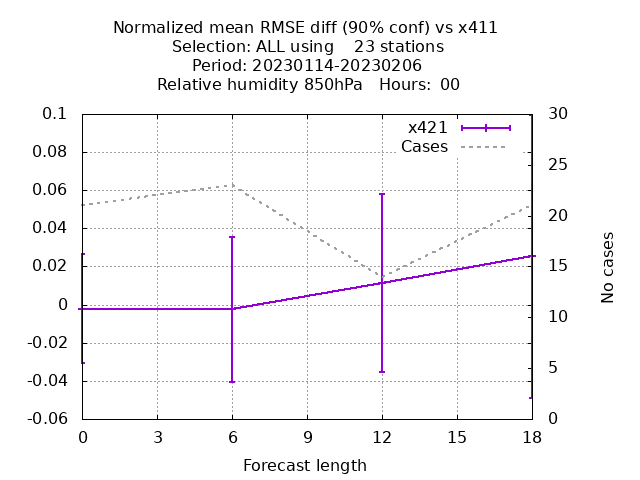 Normalized mean RMSE diff (90% conf) vs x411
Selection: ALL using    23 stations
Period: 20230114-20230206
Relative humidity 850hPa   Hours:  00
x421
Cases
0.1
0.08
0.06
0.04
0.02
0
-0.02
-0.04
-0.06
30
25
20
15
10
5
0
No cases
0 3 6 9 12 15 18
Forecast length